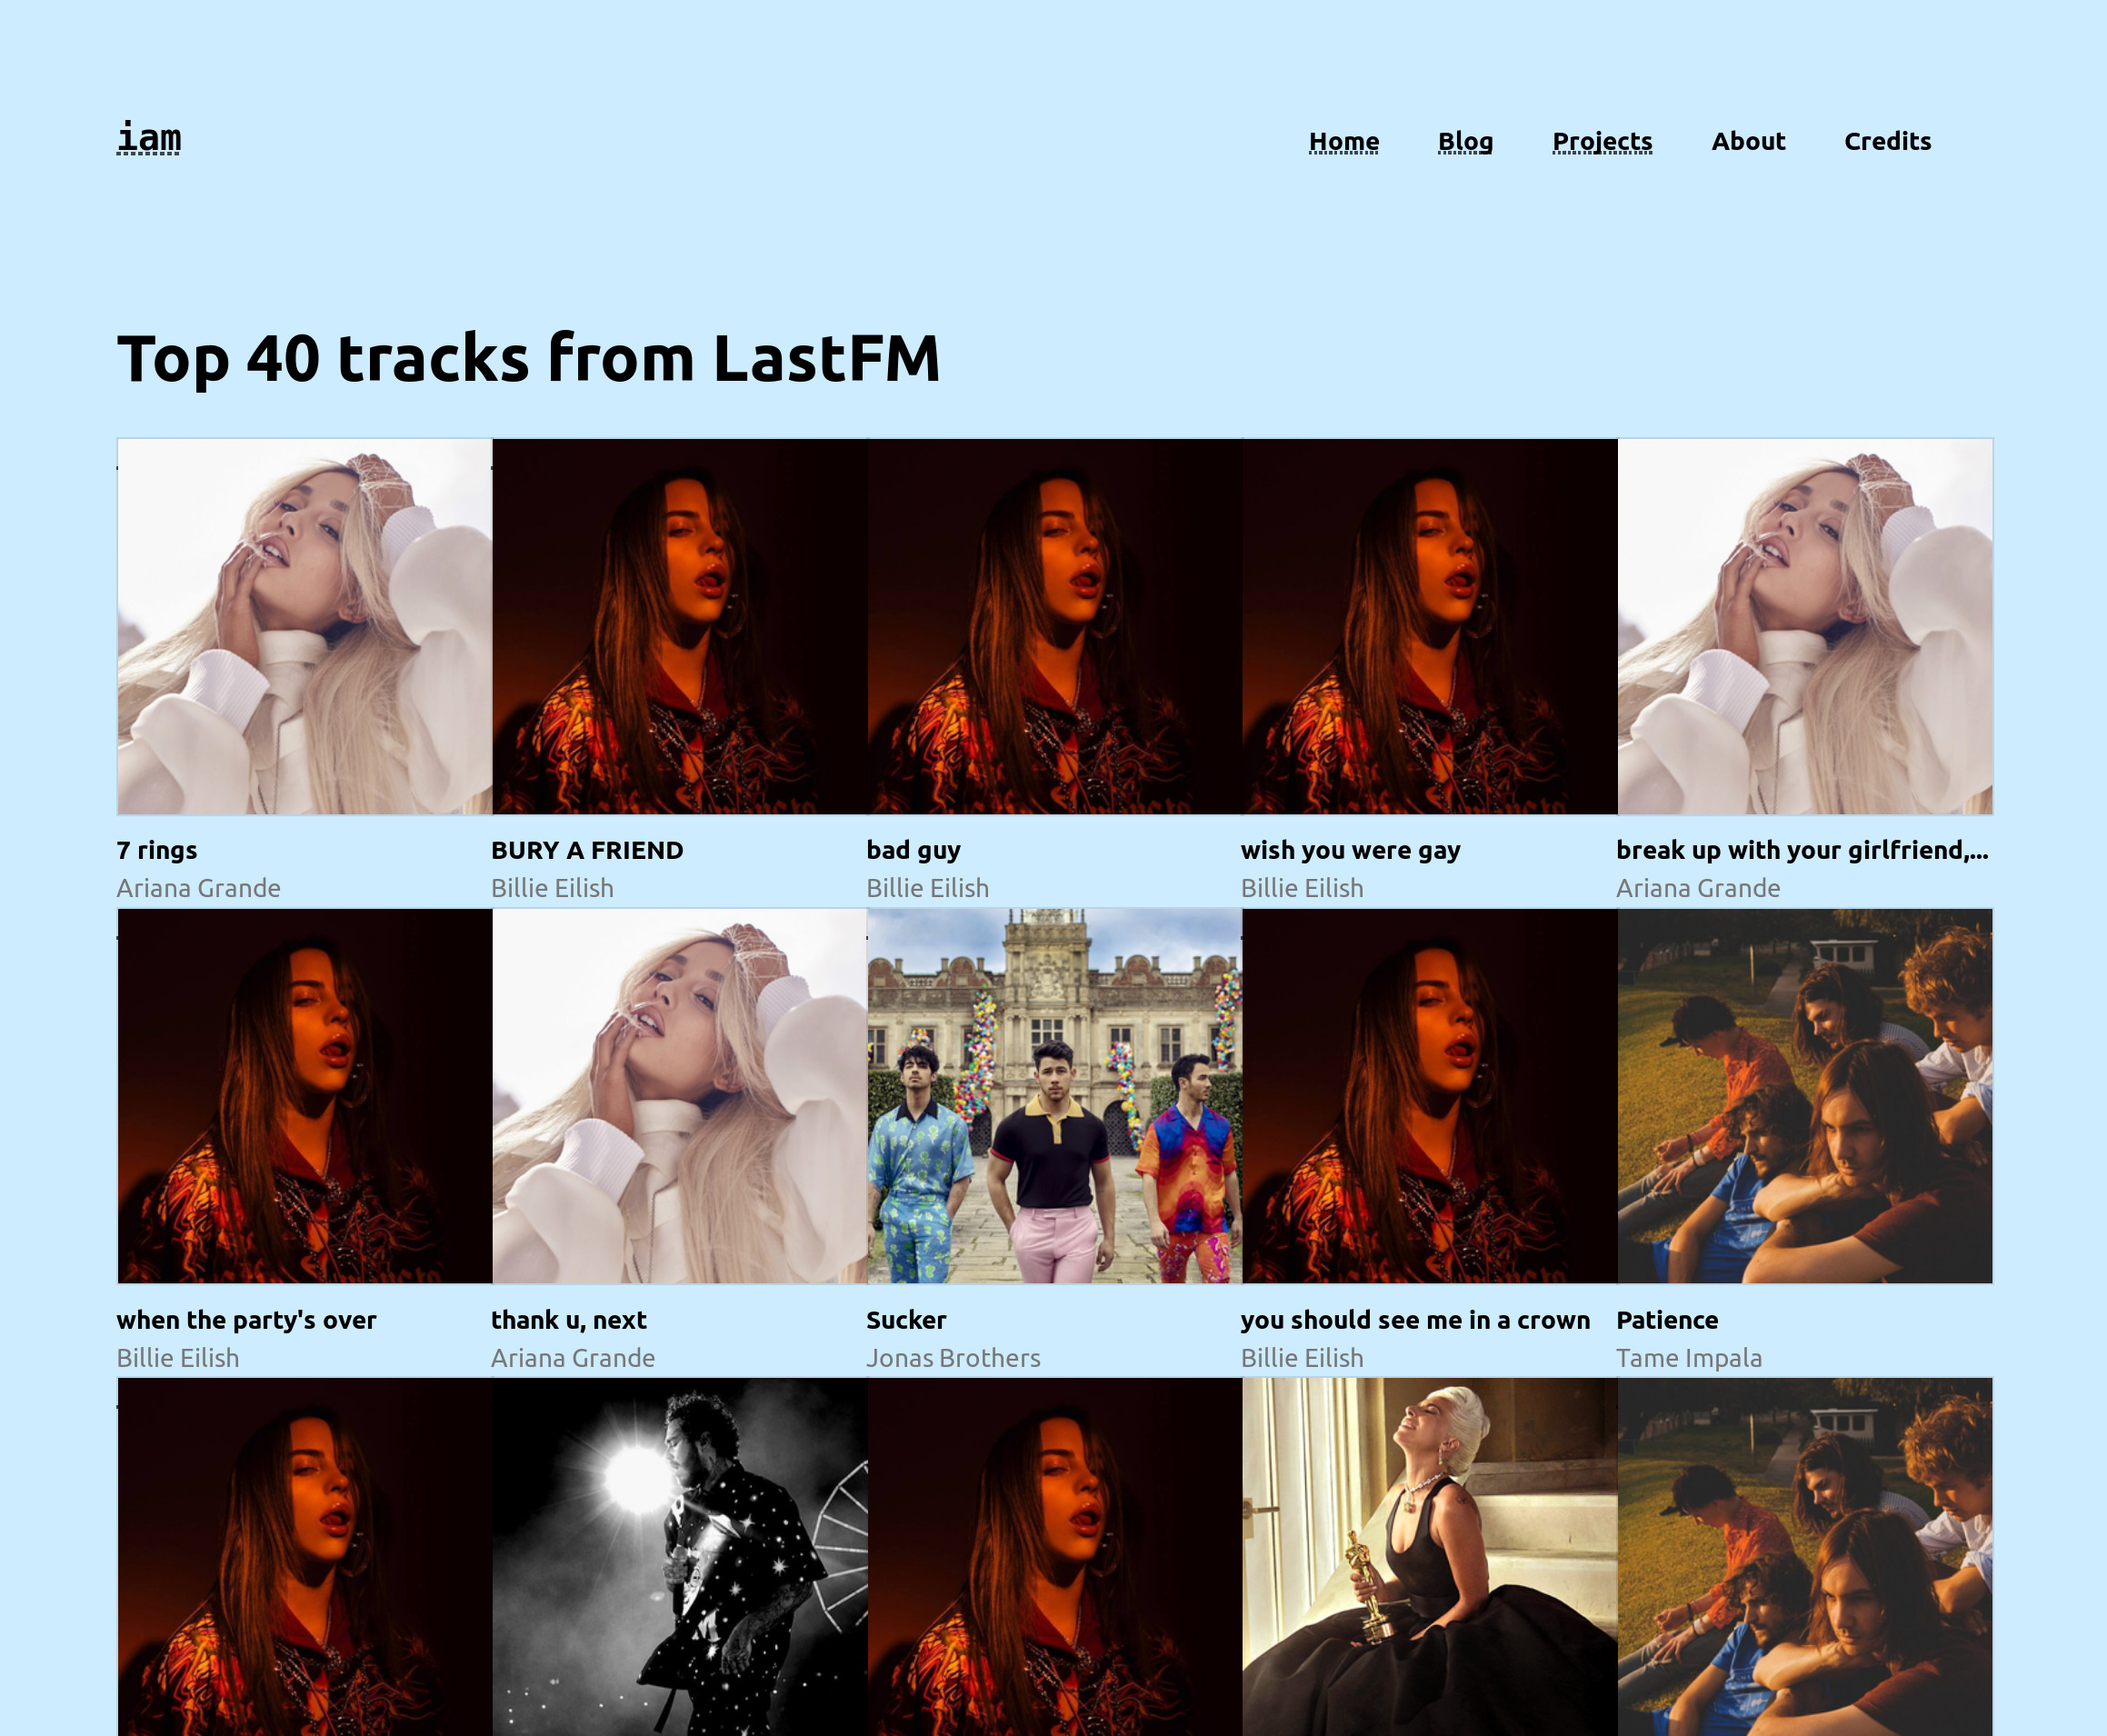 iam
Home Blog Projects About Credits
Top 40 tracks from LastFM
7 rings
Ariana Grande
BURY A FRIEND
Billie Eilish
bad guy
Billie Eilish
wish you were gay
Billie Eilish
break up with your girlfriend,...
Ariana Grande
when the party's over
Billie Eilish
thank u, next
Ariana Grande
Sucker
Jonas Brothers
you should see me in a crown
Billie Eilish
Patience
Tame Impala